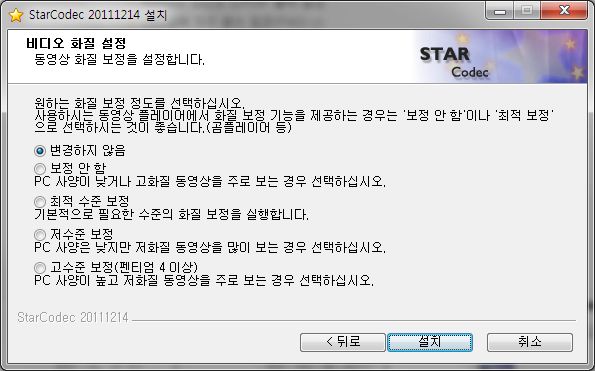 StarCodec 20111214 설치
비디오 화질 설정
동영상 화질 보정을 설정합니다.
STAR
Codec
원하는 화질 보정 정도를 선택하십시오.
사용하시는 동영상 플레이어에서 화질 보정 기능을 제공하는 경우는 '보정 안 함'이나 '최적 보정'
으로 선택하시는 것이 좋습니다.(곰플레이어 등)
변경하지 않음
보정 안 함
PC 사양이 낮거나 고화질 동영상을 주로 보는 경우 선택하십시오.
최적 수준 보정
기본적으로 필요한 수준의 화질 보정을 실행합니다.
저수준 보정
PC 사양은 낮지만 저화질 동영상을 많이 보는 경우 선택하십시오.
고수준 보정(펜티엄 4 이상)
PC 사양이 높고 저화질 동영상을 주로 보는 경우 선택하십시오.
StarCodec 20111214
< 뒤로
설치
취소